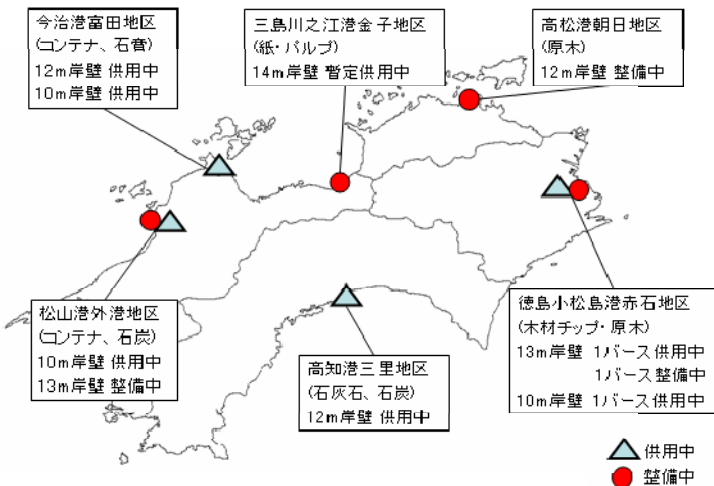 今治港富田地区
(コンテナ、石膏)
12m岸壁 供用中
10m岸壁 供用中
三島川之江港金子地区
(紙・パルプ)
14m岸壁 暫定供用中
高松港朝日地区
(原木)
12m岸壁 整備中
松山港外港地区
(コンテナ、石炭)
10m岸壁 供用中
13m岸壁 整備中
高知港三里地区
(石灰石、石炭)
12m岸壁 供用中
徳島小松島港赤石地区
(木材チップ・原木)
13m岸壁 1バース供用中
1バース整備中
10m岸壁 1バース供用中
供用中
整備中